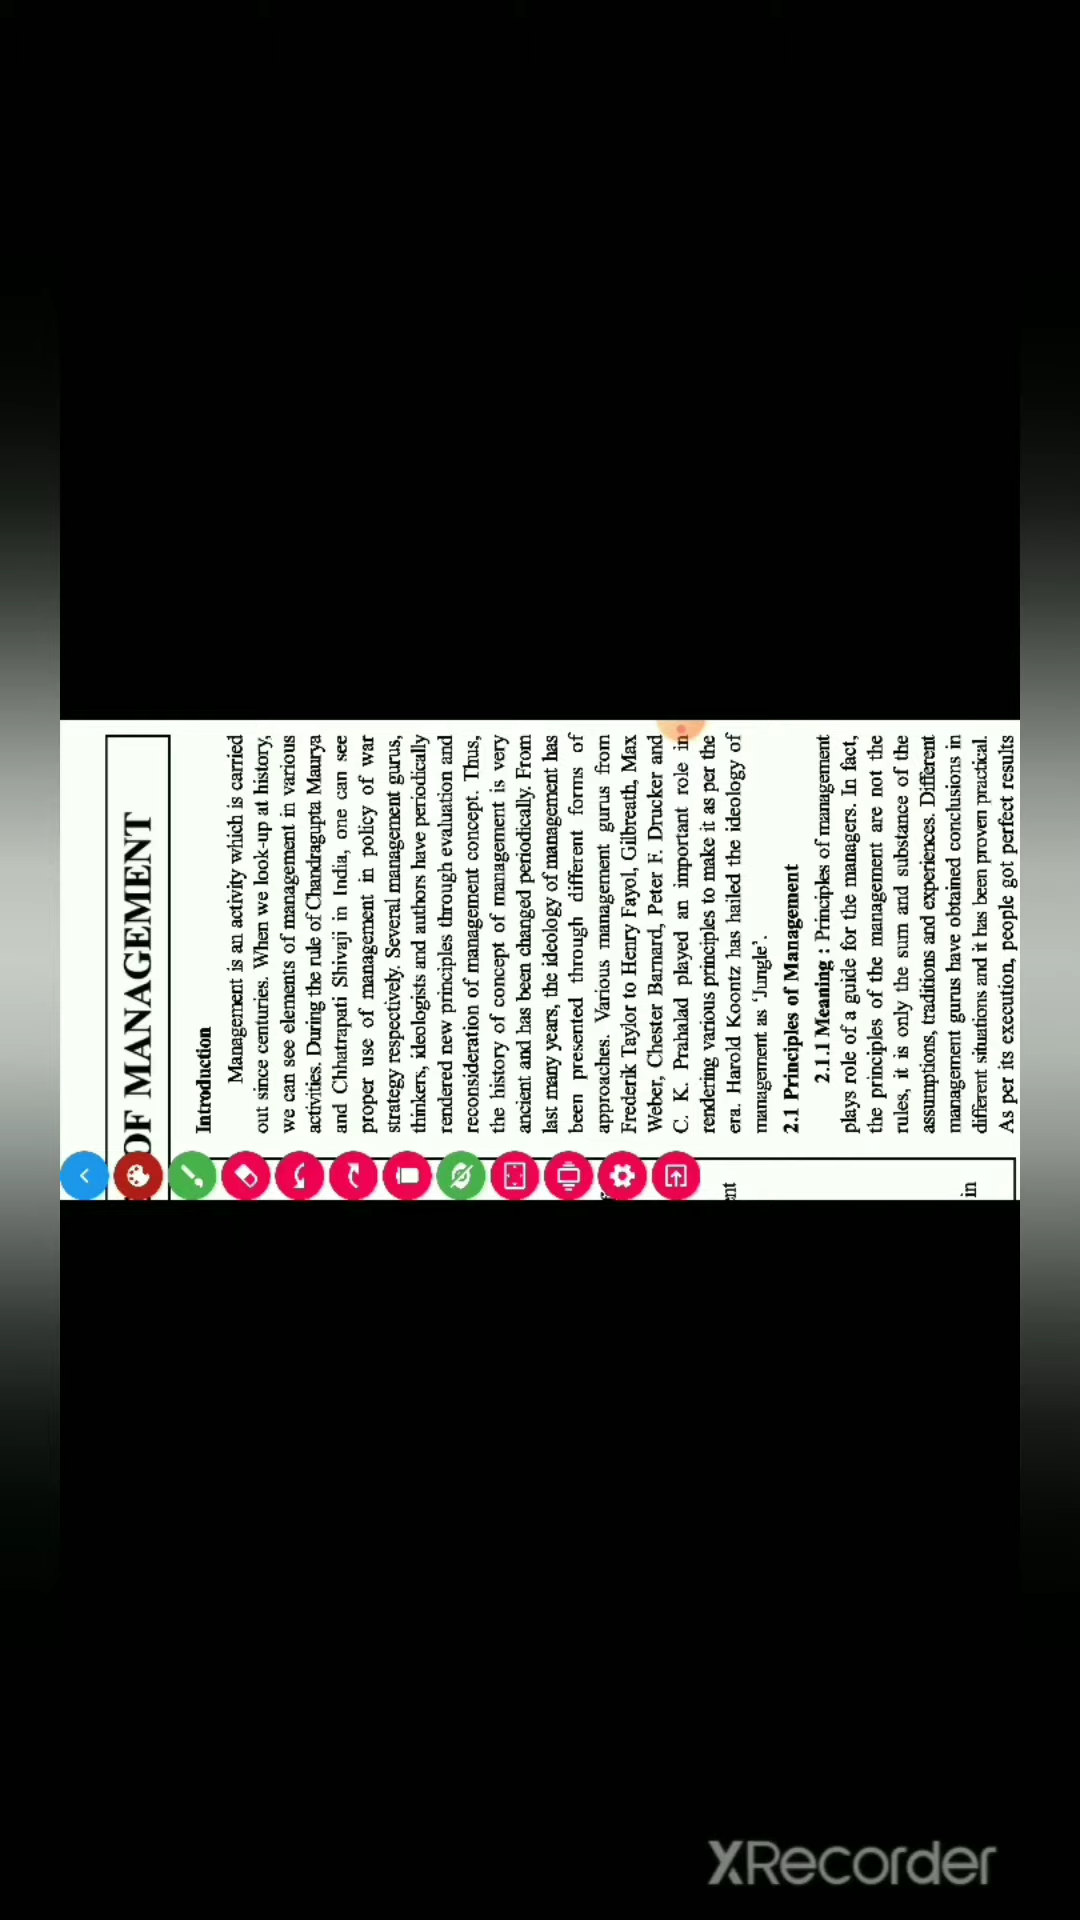 OF MANAGEMENT
Introduction
Management is an activity which is carried
out since centuries. When we look-up at history,
we can see elements of management in various
activities. During the rule of Chandragupta Maurya
and Chhatrapati Shivaji in India, one can see
proper use of management in policy of war
strategy respectively. Several management gurus,
thinkers, ideologists and authors have periodically
rendered new principles through evaluation and
reconsideration of management concept. Thus,
the history of concept of management is very
ancient and has been changed periodically. From
last many years, the ideology of management has
been presented through different forms of
approaches. Various management gurus from
Frederik Taylor to Henry Fayol, Gilbreath, Max
Weber, Chester Barnard, Peter F. Drucker and
C. K. Prahalad played an important role in
rendering various principles to make it as per the
era. Harold Koontz has hailed the ideology of
management as ‘Jungle’.
2.1 Principles of Management
2.1.1 Meaning : Principles of management
plays role of a guide for the managers. In fact,
the principles of the management are not the
rules, it is only the sum and substance of the
assumptions, traditions and experiences. Different
management gurus have obtained conclusions in
different situations and it has been proven practical.
As per its execution, people got perfect results
in
XRecorder